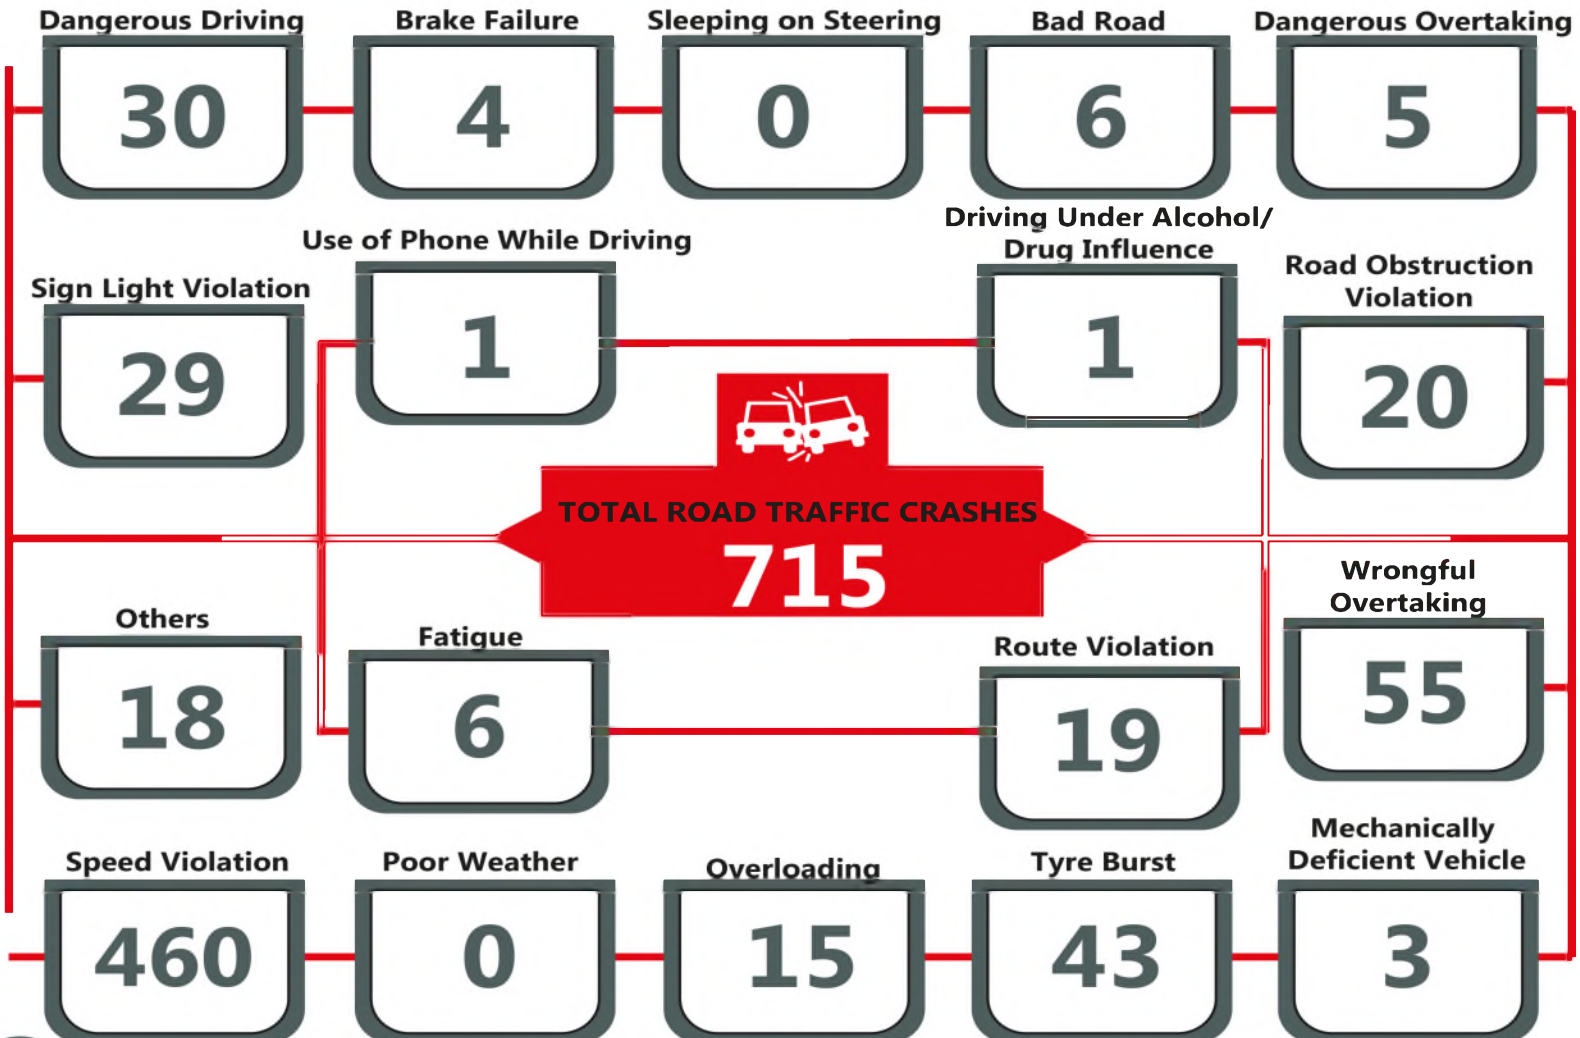 Dangerous Driving
30
Brake Failure
4
Sleeping on Steering
0
Bad Road
6
Dangerous Overtaking
5
Sign Light Violation
29
Use of Phone While Driving
1
Driving Under Alcohol/
Drug Influence
1
Road Obstruction
Violation
20
TOTAL ROAD TRAFFIC CRASHES
715
Others
18
Fatigue
6
Route Violation
19
Wrongful
Overtaking
55
Speed Violation
460
Poor Weather
0
Overloading
15
Tyre Burst
43
Mechanically
Deficient Vehicle
3